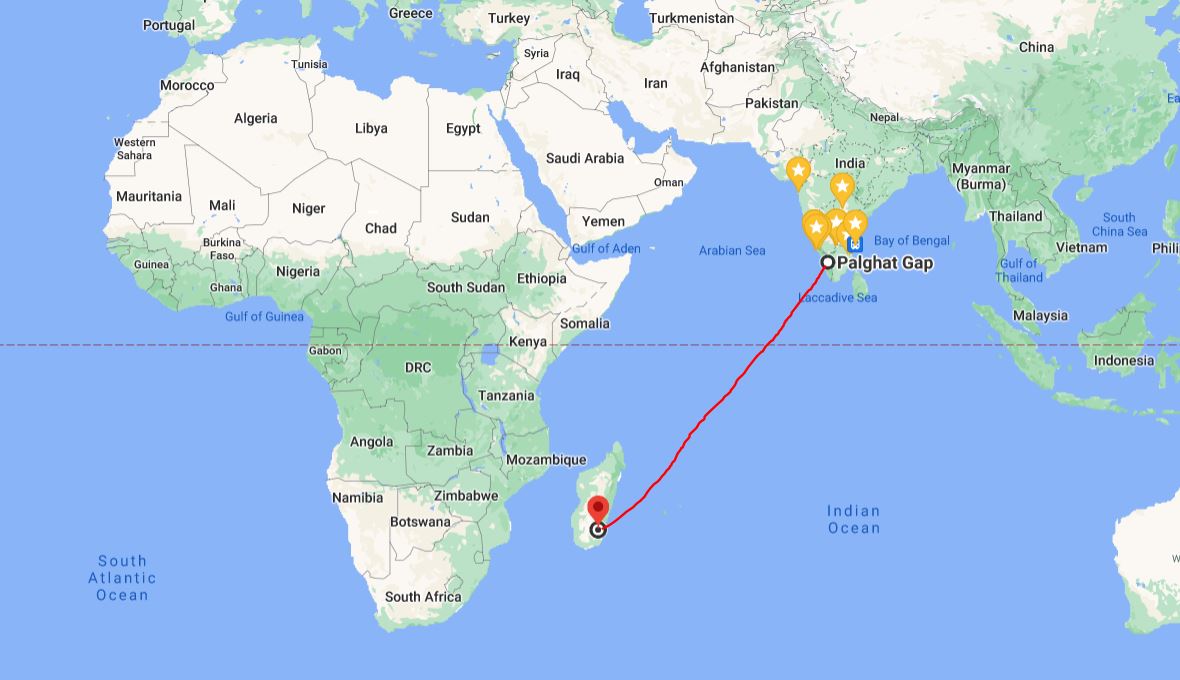 Portugal
Greece
Turkey
Turkmenistan
China
Tunisia
Syria
Iraq
Iran
Afghanistan
Morocco
Pakistan
Ea
Algeria
Libya
Egypt
Nepal
Western
Sahara
Saudi Arabia
India
Myanmar
(Burma)
Oman
Mauritania
Mali
Niger
Chad
Sudan
Yemen
Thailand
South
China Sea
Burkina
Faso
Gulf of Aden
Arabian Sea
Bay of Bengal
Vietnam
Phili
Guinea
Nigeria
Ethiopia
Palghat Gap
Gulf of
Thailand
Ghana
South Sudan
Laccadive Sea
Gulf of Guinea
Somalia
Malaysia
Kenya
Gabon
DRC
Indonesia
Tanzania
Angola
Zambia
Mozambique
Namibia
Zimbabwe
Botswana
Indian
Ocean
South
Atlantic
Ocean
W
South Africa